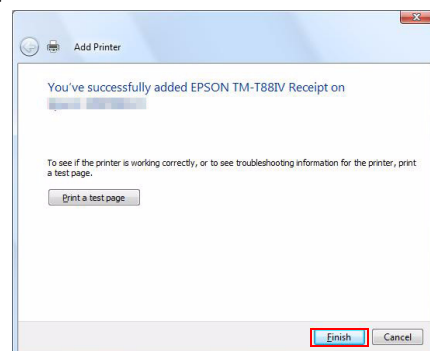 Add Printer
You've successfully added EPSON TM-T88IV Receipt on
To see if the printer is working correctly, or to see troubleshooting information for the printer, print
a test page.
Print a test page
Finish Cancel